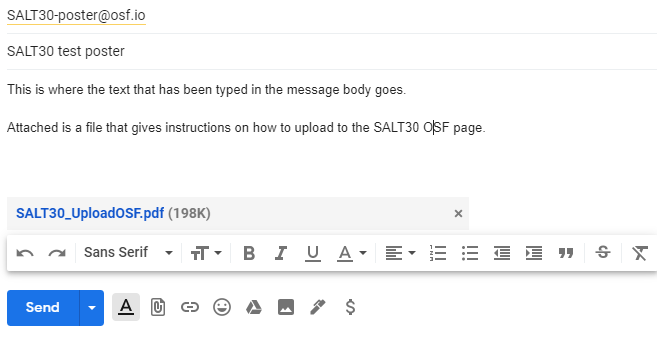 SALT30-poster@osf.io
SALT30 test poster
This is where the text that has been typed in the message body goes.
Attached is a file that gives instructions on how to upload to the SALT30 OSF page.
SALT30_UploadOSF.pdf (198K)
Sans Serif
Send